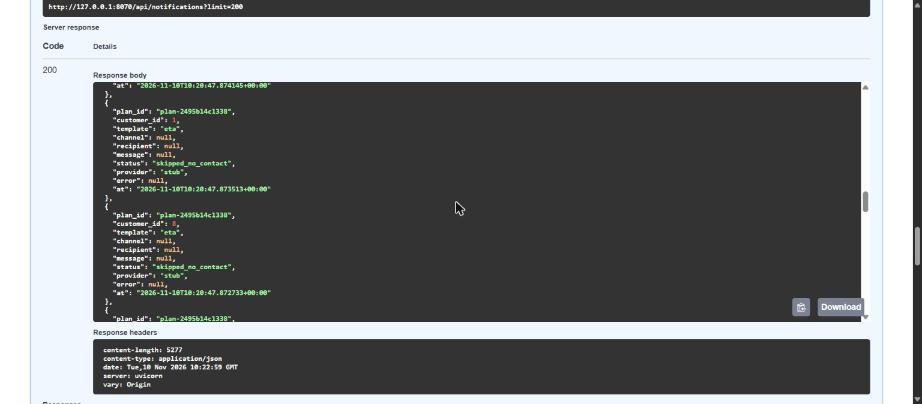 http://127.0.0.1:8070/api/notifications?limit=200
Server response
Code Details
200
Response body
"at": "2026-11-10T10:20:47.874145+00:00"
},
{
"plan_id": "plan-2495b14c1338",
"customer_id": 1,
"template": "eta",
"channel": null,
"recipient": null,
"message": null,
"status": "skipped_no_contact",
"provider": "stub",
"error": null,
"at": "2026-11-10T10:20:47.873513+00:00"
},
{
"plan_id": "plan-2495b14c1338",
"customer_id": 8,
"template": "eta",
"channel": null,
"recipient": null,
"message": null,
"status": "skipped_no_contact",
"provider": "stub",
"error": null,
"at": "2026-11-10T10:20:47.872733+00:00"
},
{
"plan_id": "plan-2495b14c1338",
Download
Response headers
content-length: 5277
content-type: application/json
date: Tue,10 Nov 2026 10:22:59 GMT
server: uvicorn
vary: Origin